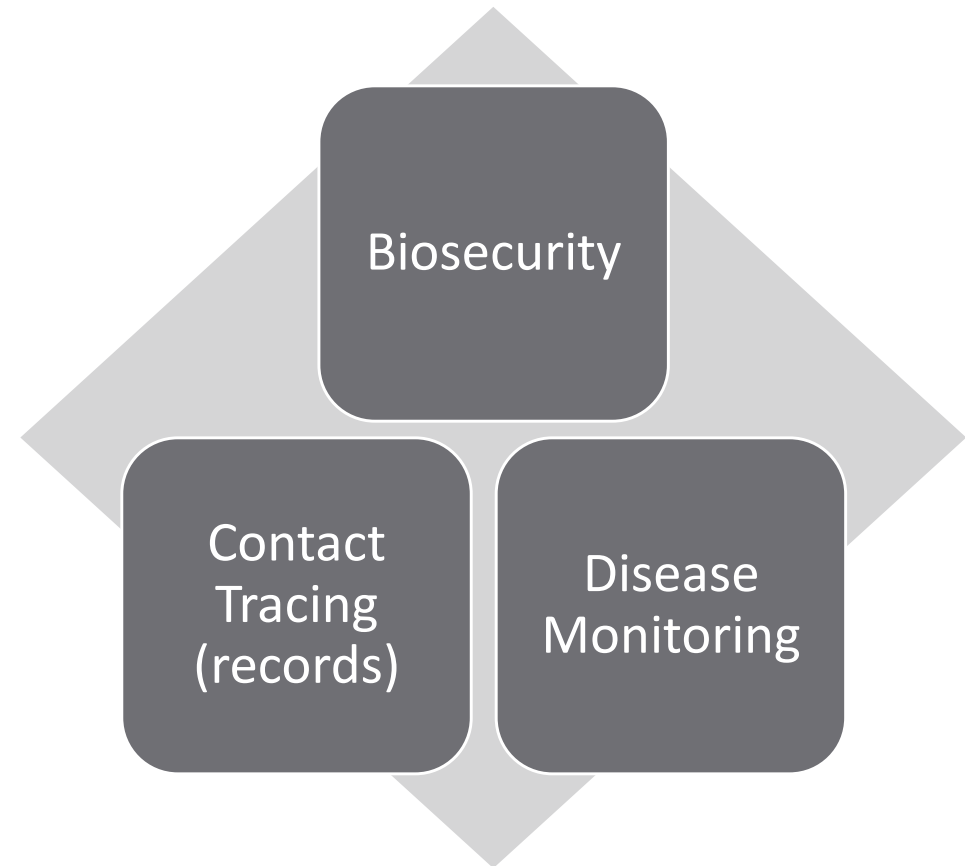 Biosecurity
Contact
Tracing
(records)
Disease
Monitoring